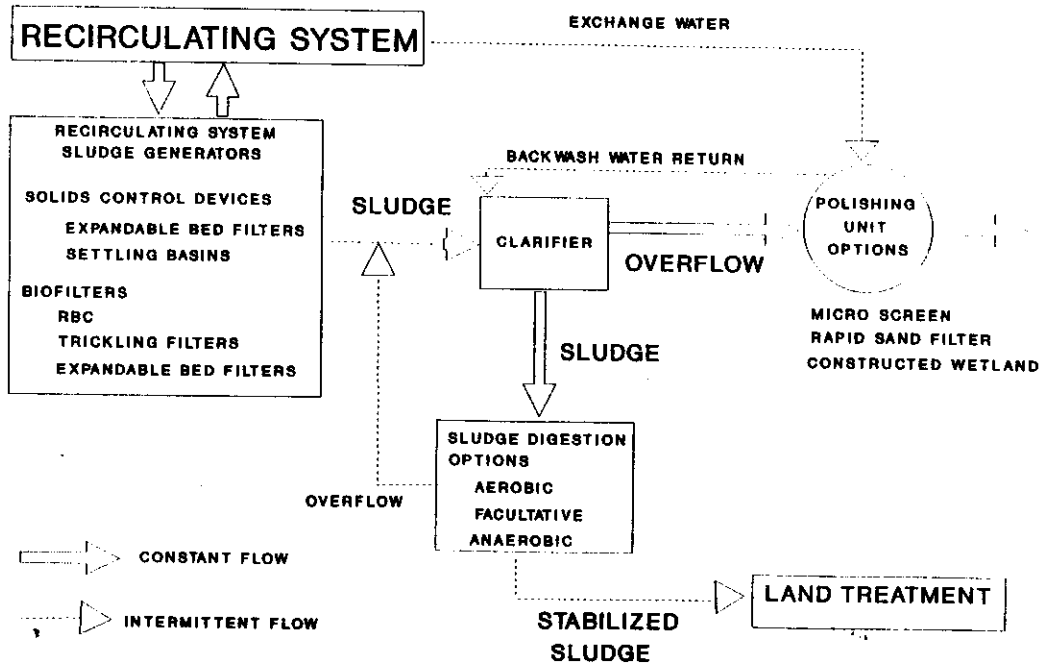 EXCHANGE WATER
RECIRCULATING SYSTEM
RECIRCULATING SYSTEM
SLUDGE GENERATORS
SOLIDS CONTROL DEVICES
EXPANDABLE BED FILTERS
SETTLING BASINS
BIOFILTERS
RBC
TRICKLING FILTERS
EXPANDABLE BED FILTERS
SLUDGE
BACKWASH WATER RETURN
CLARIFIER
OVERFLOW
POLISHING
UNIT
OPTIONS
MICRO SCREEN
RAPID SAND FILTER
CONSTRUCTED WETLAND
SLUDGE
SLUDGE DIGESTION
OPTIONS
AEROBIC
FACULTATIVE
ANAEROBIC
OVERFLOW
CONSTANT FLOW
INTERMITTENT FLOW
STABILIZED
SLUDGE
LAND TREATMENT